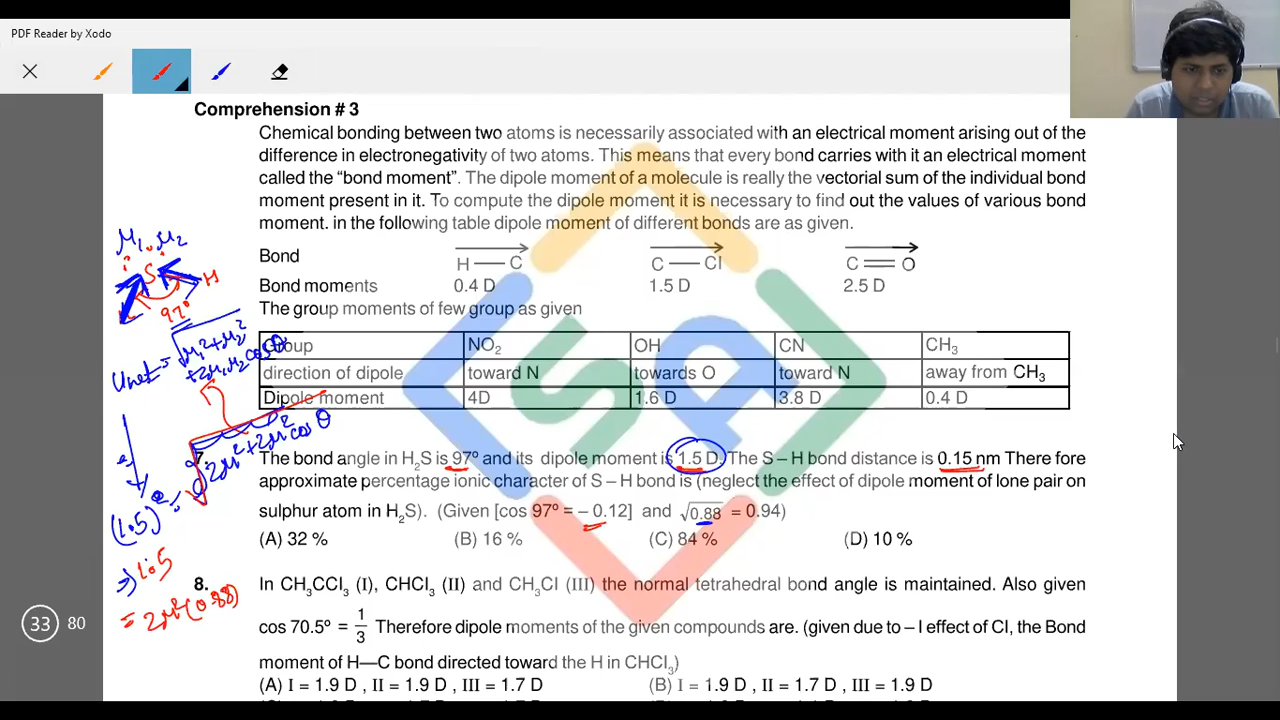 PDF Reader by Xodo
Comprehension # 3
Chemical bonding between two atoms is necessarily associated with an electrical moment arising out of the
difference in electronegativity of two atoms. This means that every bond carries with it an electrical moment
called the “bond moment”. The dipole moment of a molecule is really the vectorial sum of the individual bond
moment present in it. To compute the dipole moment it is necessary to find out the values of various bond
moment. in the following table dipole moment of different bonds are as given.
Bond H — C C — Cl C = O
Bond moments 0.4 D 1.5 D 2.5 D
The group moments of few group as given
Group NO₂ OH CN CH₃
direction of dipole toward N towards O toward N away from CH₃
Dipole moment 4D 1.6 D 3.8 D 0.4 D
μ₁ μ₂
S H
97°
μnet = √μ₁²+μ₂²
+2μ₁μ₂cosθ
2μ²+2μ²cosθ
(1.5)² =
⇒ 1.5
= 2μ²(0.88)
7. The bond angle in H₂S is 97º and its dipole moment is 1.5 D. The S – H bond distance is 0.15 nm There fore
approximate percentage ionic character of S – H bond is (neglect the effect of dipole moment of lone pair on
sulphur atom in H₂S). (Given [cos 97º = – 0.12] and √0.88 = 0.94)
(A) 32 % (B) 16 % (C) 84 % (D) 10 %
8. In CH₃CCl₃ (I), CHCl₃ (II) and CH₃Cl (III) the normal tetrahedral bond angle is maintained. Also given
cos 70.5º = 1/3 Therefore dipole moments of the given compounds are. (given due to – I effect of Cl, the Bond
moment of H—C bond directed toward the H in CHCl₃)
(A) I = 1.9 D , II = 1.9 D , III = 1.7 D (B) I = 1.9 D , II = 1.7 D , III = 1.9 D
33 80